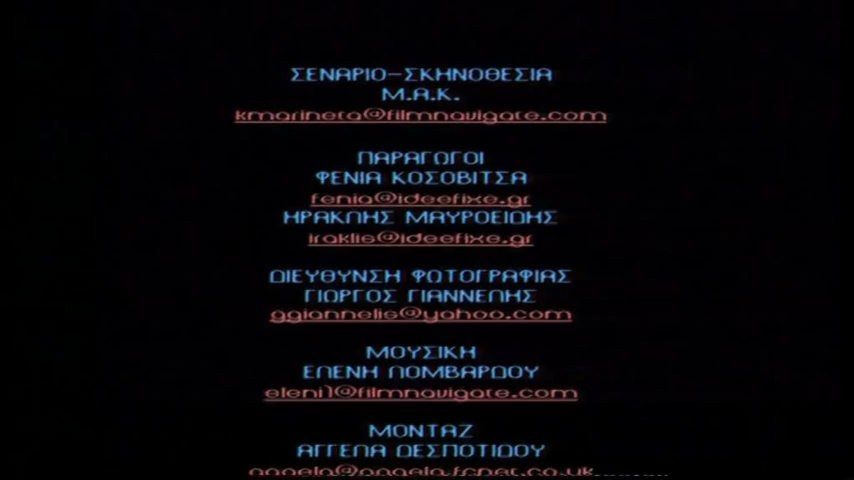 ΣΕΝΑΡΙΟ-ΣΚΗΝΟΘΕΣΙΑ
Μ.Α.Κ.
kmarineta@filmnavigate.com
ΠΑΡΑΓΩΓΟΙ
ΦΕΝΙΑ ΚΟΣΟΒΙΤΣΑ
fenia@ideefixe.gr
ΗΡΑΚΛΗΣ ΜΑΥΡΟΕΙΔΗΣ
iraklis@ideefixe.gr
ΔΙΕΥΘΥΝΣΗ ΦΩΤΟΓΡΑΦΙΑΣ
ΓΙΩΡΓΟΣ ΓΙΑΝΝΕΛΗΣ
ggiannelis@yahoo.com
ΜΟΥΣΙΚΗ
ΕΛΕΝΗ ΛΟΜΒΑΡΔΟΥ
elenil@filmnavigate.com
ΜΟΝΤΑΖ
ΑΓΓΕΛΑ ΔΕΣΠΟΤΙΔΟΥ